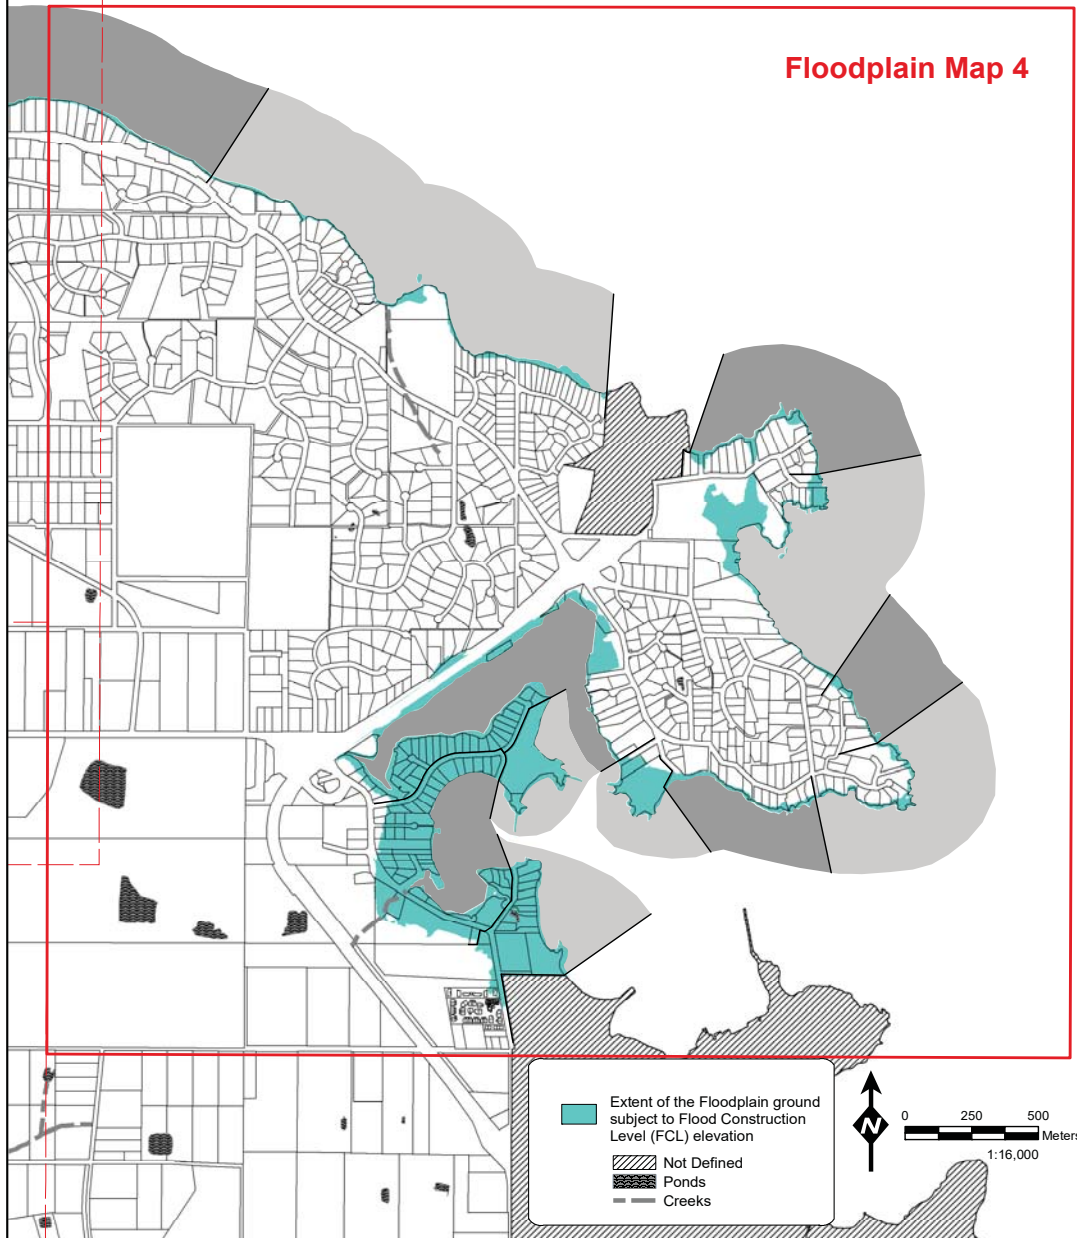 Floodplain Map 4
Extent of the Floodplain ground
subject to Flood Construction
Level (FCL) elevation
Not Defined
Ponds
Creeks
N
0 250 500
Meters
1:16,000